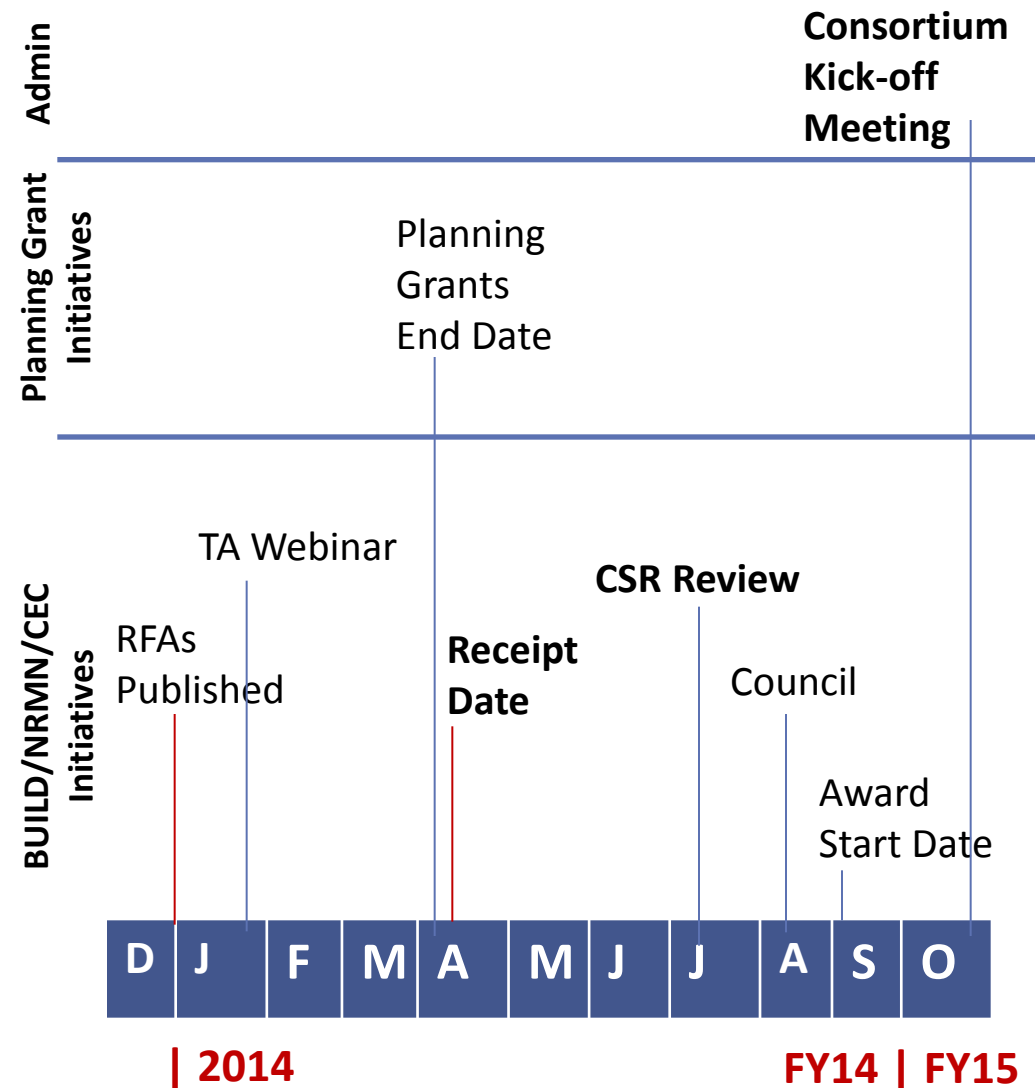 Admin
Consortium
Kick-off
Meeting
Planning Grant
Initiatives
Planning
Grants
End Date
BUILD/NRMN/CEC
Initiatives
TA Webinar
RFAs
Published
CSR Review
Receipt
Date
Council
Award
Start Date
D J F M A M J J A S O
| 2014 FY14 | FY15